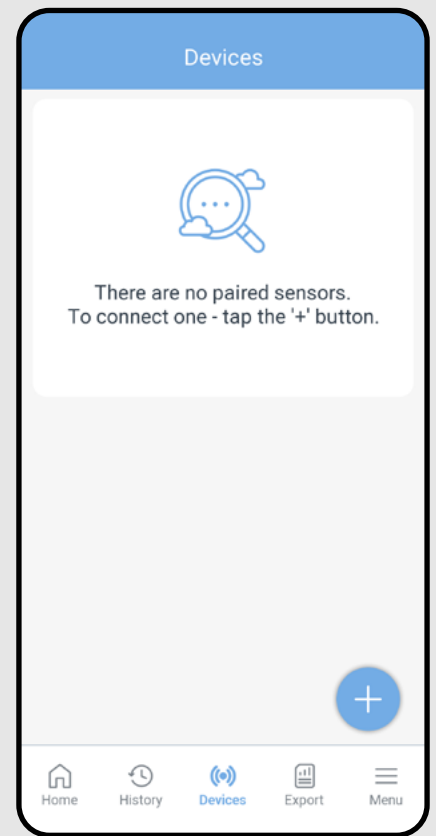 Devices
There are no paired sensors.
To connect one - tap the '+' button.
Home
History
Devices
Export
Menu